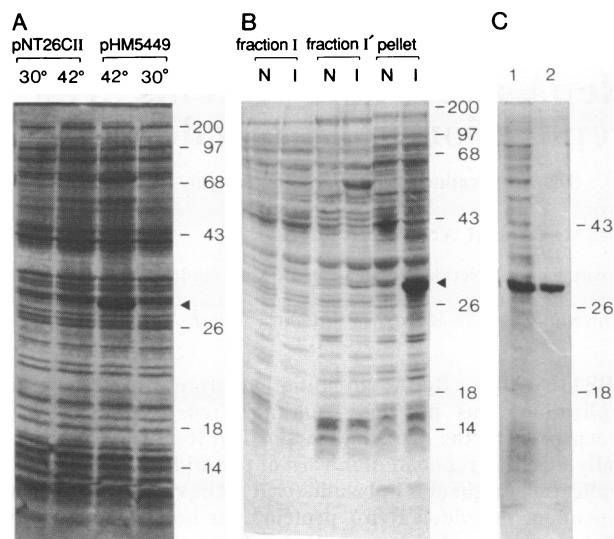 A
pNT26CII pHM5449
30° 42° 42° 30°
200
97
68
43
26
18
14
B
fraction I fraction I´ pellet
N I N I N I
200
97
68
43
26
18
14
C
1 2
43
26
18